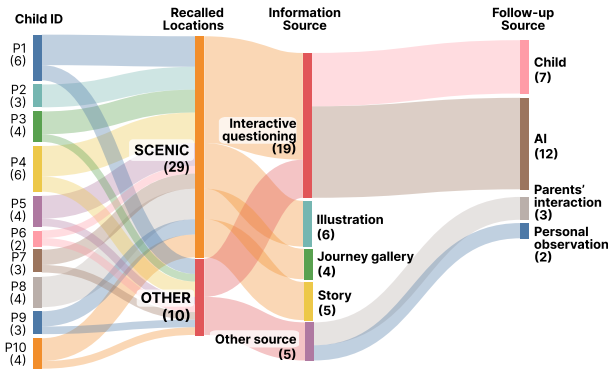 Child ID
Recalled
Locations
Information
Source
Follow-up
Source
P1
(6)
P2
(3)
P3
(4)
P4
(6)
P5
(4)
P6
(2)
P7
(3)
P8
(4)
P9
(3)
P10
(4)
SCENIC
(29)
OTHER
(10)
Interactive
questioning
(19)
Illustration
(6)
Journey gallery
(4)
Story
(5)
Other source
(5)
Child
(7)
AI
(12)
Parents'
interaction
(3)
Personal
observation
(2)